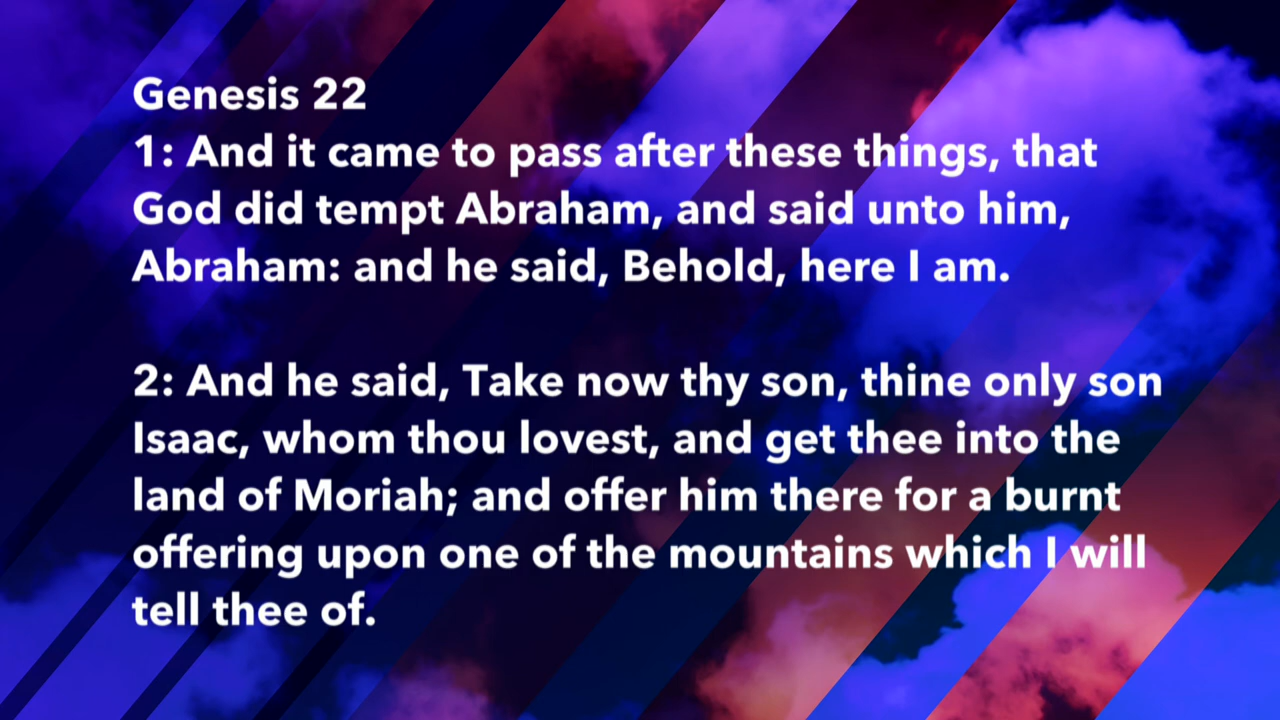 Genesis 22
1: And it came to pass after these things, that
God did tempt Abraham, and said unto him,
Abraham: and he said, Behold, here I am.
2: And he said, Take now thy son, thine only son
Isaac, whom thou lovest, and get thee into the
land of Moriah; and offer him there for a burnt
offering upon one of the mountains which I will
tell thee of.